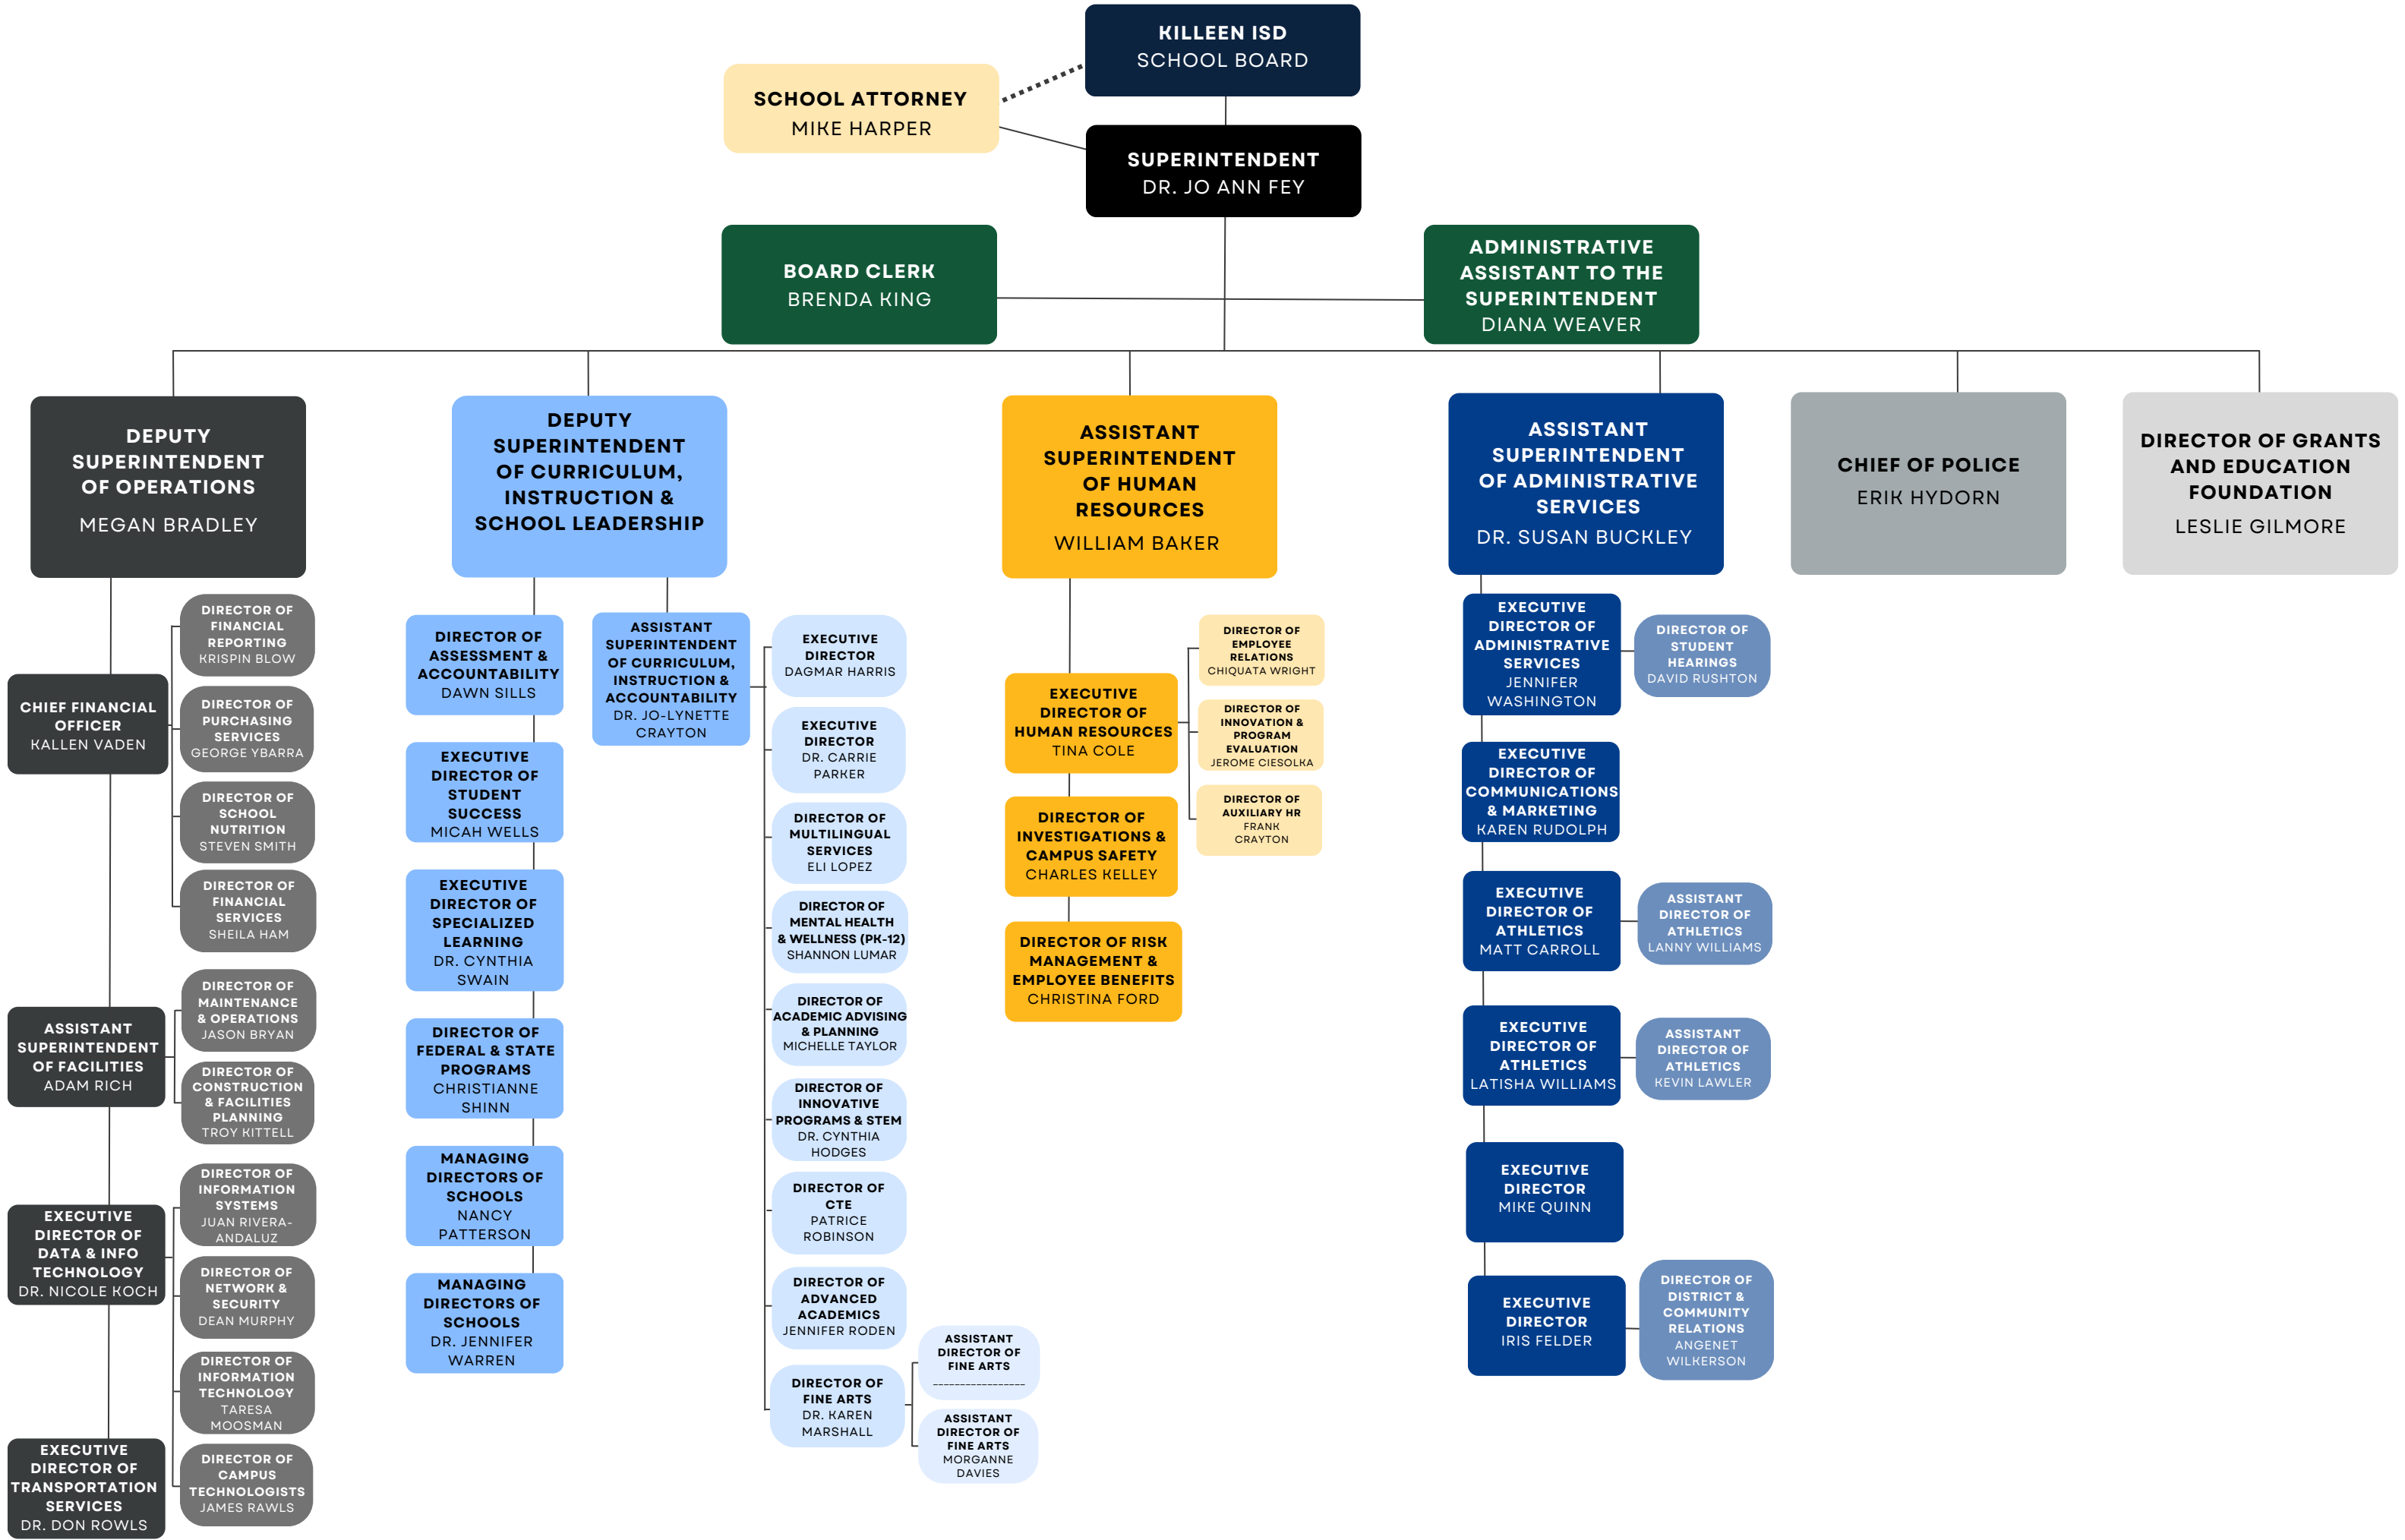 KILLEEN ISD
SCHOOL BOARD
SCHOOL ATTORNEY
MIKE HARPER
SUPERINTENDENT
DR. JO ANN FEY
BOARD CLERK
BRENDA KING
ADMINISTRATIVE
ASSISTANT TO THE
SUPERINTENDENT
DIANA WEAVER
DEPUTY
SUPERINTENDENT
OF OPERATIONS
MEGAN BRADLEY
DEPUTY
SUPERINTENDENT
OF CURRICULUM,
INSTRUCTION &
SCHOOL LEADERSHIP
ASSISTANT
SUPERINTENDENT
OF HUMAN
RESOURCES
WILLIAM BAKER
ASSISTANT
SUPERINTENDENT
OF ADMINISTRATIVE
SERVICES
DR. SUSAN BUCKLEY
CHIEF OF POLICE
ERIK HYDORN
DIRECTOR OF GRANTS
AND EDUCATION
FOUNDATION
LESLIE GILMORE
CHIEF FINANCIAL
OFFICER
KALLEN VADEN
DIRECTOR OF
FINANCIAL
REPORTING
KRISPIN BLOW
DIRECTOR OF
PURCHASING
SERVICES
GEORGE YBARRA
DIRECTOR OF
SCHOOL
NUTRITION
STEVEN SMITH
DIRECTOR OF
FINANCIAL
SERVICES
SHEILA HAM
ASSISTANT
SUPERINTENDENT
OF FACILITIES
ADAM RICH
DIRECTOR OF
MAINTENANCE
& OPERATIONS
JASON BRYAN
DIRECTOR OF
CONSTRUCTION
& FACILITIES
PLANNING
TROY KITTELL
EXECUTIVE
DIRECTOR OF
DATA & INFO
TECHNOLOGY
DR. NICOLE KOCH
DIRECTOR OF
INFORMATION
SYSTEMS
JUAN RIVERA-
ANDALUZ
DIRECTOR OF
NETWORK &
SECURITY
DEAN MURPHY
DIRECTOR OF
INFORMATION
TECHNOLOGY
TARESA
MOOSMAN
DIRECTOR OF
CAMPUS
TECHNOLOGISTS
JAMES RAWLS
EXECUTIVE
DIRECTOR OF
TRANSPORTATION
SERVICES
DR. DON ROWLS
DIRECTOR OF
ASSESSMENT &
ACCOUNTABILITY
DAWN SILLS
EXECUTIVE
DIRECTOR OF
STUDENT
SUCCESS
MICAH WELLS
EXECUTIVE
DIRECTOR OF
SPECIALIZED
LEARNING
DR. CYNTHIA
SWAIN
DIRECTOR OF
FEDERAL & STATE
PROGRAMS
CHRISTIANNE
SHINN
MANAGING
DIRECTORS OF
SCHOOLS
NANCY
PATTERSON
MANAGING
DIRECTORS OF
SCHOOLS
DR. JENNIFER
WARREN
ASSISTANT
SUPERINTENDENT
OF CURRICULUM,
INSTRUCTION &
ACCOUNTABILITY
DR. JO-LYNETTE
CRAYTON
EXECUTIVE
DIRECTOR
DAGMAR HARRIS
EXECUTIVE
DIRECTOR
DR. CARRIE
PARKER
DIRECTOR OF
MULTILINGUAL
SERVICES
ELI LOPEZ
DIRECTOR OF
MENTAL HEALTH
& WELLNESS (PK-12)
SHANNON LUMAR
DIRECTOR OF
ACADEMIC ADVISING
& PLANNING
MICHELLE TAYLOR
DIRECTOR OF
INNOVATIVE
PROGRAMS & STEM
DR. CYNTHIA
HODGES
DIRECTOR OF
CTE
PATRICE
ROBINSON
DIRECTOR OF
ADVANCED
ACADEMICS
JENNIFER RODEN
DIRECTOR OF
FINE ARTS
DR. KAREN
MARSHALL
ASSISTANT
DIRECTOR OF
FINE ARTS
_________________
ASSISTANT
DIRECTOR OF
FINE ARTS
MORGANNE
DAVIES
EXECUTIVE
DIRECTOR OF
HUMAN RESOURCES
TINA COLE
DIRECTOR OF
EMPLOYEE
RELATIONS
CHIQUATA WRIGHT
DIRECTOR OF
INNOVATION &
PROGRAM
EVALUATION
JEROME CIESOLKA
DIRECTOR OF
AUXILIARY HR
FRANK
CRAYTON
DIRECTOR OF
INVESTIGATIONS &
CAMPUS SAFETY
CHARLES KELLEY
DIRECTOR OF RISK
MANAGEMENT &
EMPLOYEE BENEFITS
CHRISTINA FORD
EXECUTIVE
DIRECTOR OF
ADMINISTRATIVE
SERVICES
JENNIFER
WASHINGTON
DIRECTOR OF
STUDENT
HEARINGS
DAVID RUSHTON
EXECUTIVE
DIRECTOR OF
COMMUNICATIONS
& MARKETING
KAREN RUDOLPH
EXECUTIVE
DIRECTOR OF
ATHLETICS
MATT CARROLL
ASSISTANT
DIRECTOR OF
ATHLETICS
LANNY WILLIAMS
EXECUTIVE
DIRECTOR OF
ATHLETICS
LATISHA WILLIAMS
ASSISTANT
DIRECTOR OF
ATHLETICS
KEVIN LAWLER
EXECUTIVE
DIRECTOR
MIKE QUINN
EXECUTIVE
DIRECTOR
IRIS FELDER
DIRECTOR OF
DISTRICT &
COMMUNITY
RELATIONS
ANGENET
WILKERSON